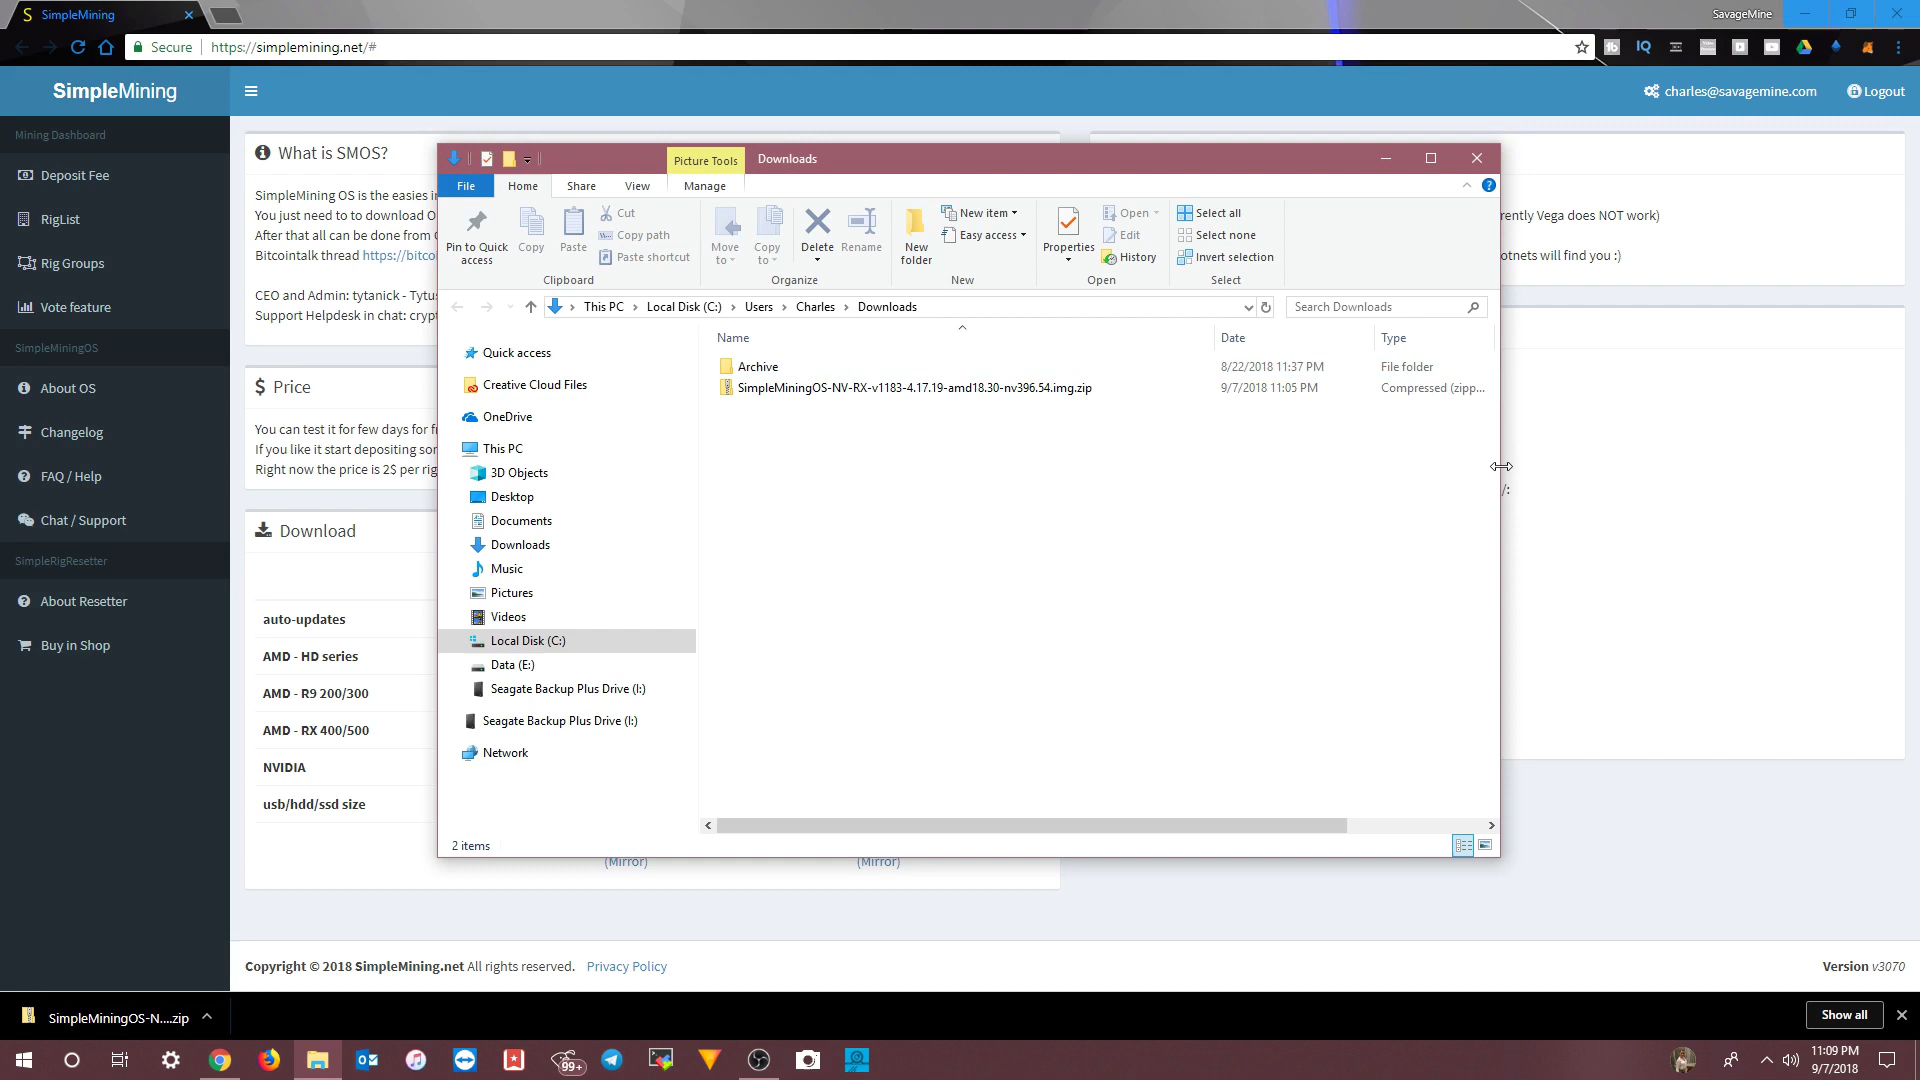 SimpleMining
SavageMine
Secure
https://simplemining.net/#
SimpleMining
charles@savagemine.com
Logout
Mining Dashboard
Deposit Fee
RigList
Rig Groups
Vote feature
SimpleMiningOS
About OS
Changelog
FAQ / Help
Chat / Support
SimpleRigResetter
About Resetter
Buy in Shop
What is SMOS?
SimpleMining OS is the easies
You just need to to download O
After that all can be done from
Bitcointalk thread https://bitco
CEO and Admin: tytanick - Tytus
Support Helpdesk in chat: crypt
Price
You can test it for few days for f
If you like it start depositing so
Right now the price is 2$ per rig
Download
auto-updates
AMD - HD series
AMD - R9 200/300
AMD - RX 400/500
NVIDIA
usb/hdd/ssd size
(Mirror)
(Mirror)
rently Vega does NOT work)
otnets will find you :)
/:
Picture Tools
Downloads
File
Home
Share
View
Manage
Pin to Quick access
Copy
Paste
Cut
Copy path
Paste shortcut
Clipboard
Move to
Copy to
Delete
Rename
Organize
New folder
New item
Easy access
New
Properties
Open
Edit
History
Open
Select all
Select none
Invert selection
Select
This PC
Local Disk (C:)
Users
Charles
Downloads
Search Downloads
Quick access
Creative Cloud Files
OneDrive
This PC
3D Objects
Desktop
Documents
Downloads
Music
Pictures
Videos
Local Disk (C:)
Data (E:)
Seagate Backup Plus Drive (I:)
Seagate Backup Plus Drive (I:)
Network
Name
Date
Type
Archive
8/22/2018 11:37 PM
File folder
SimpleMiningOS-NV-RX-v1183-4.17.19-amd18.30-nv396.54.img.zip
9/7/2018 11:05 PM
Compressed (zipp...
2 items
Copyright © 2018 SimpleMining.net All rights reserved.
Privacy Policy
Version v3070
SimpleMiningOS-N....zip
Show all
99+
11:09 PM
9/7/2018